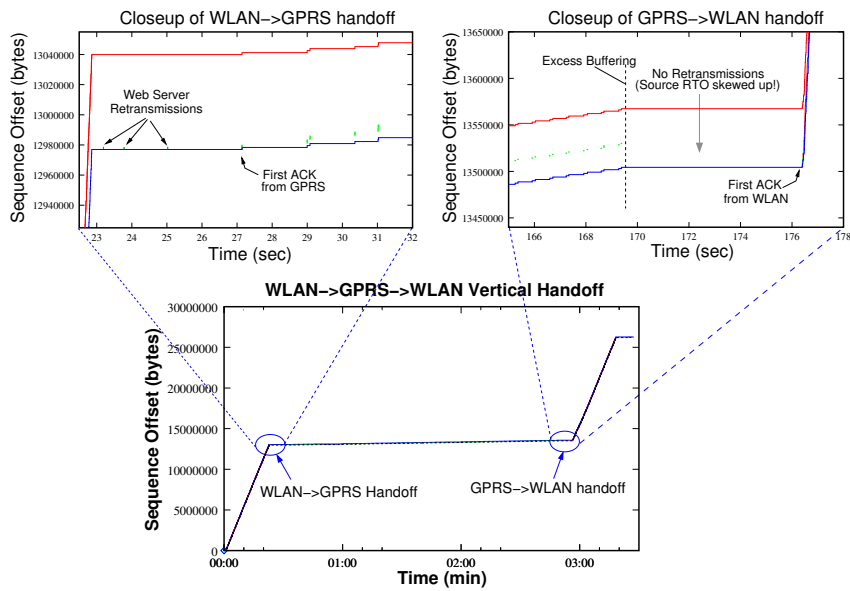 Closeup of WLAN−>GPRS handoff
Sequence Offset (bytes)
13040000
13020000
13000000
12980000
12960000
12940000
Web Server
Retransmissions
First ACK
from GPRS
23 24 25 26 27 28 29 30 31 32
Time (sec)
Closeup of GPRS−>WLAN handoff
Sequence Offset (bytes)
13650000
13600000
13550000
13500000
13450000
Excess Buffering
No Retransmissions
(Source RTO skewed up!)
First ACK
from WLAN
166 168 170 172 174 176 178
Time (sec)
WLAN−>GPRS−>WLAN Vertical Handoff
Sequence Offset (bytes)
30000000
25000000
20000000
15000000
10000000
5000000
0
WLAN−>GPRS Handoff
GPRS−>WLAN handoff
00:00 01:00 02:00 03:00
Time (min)